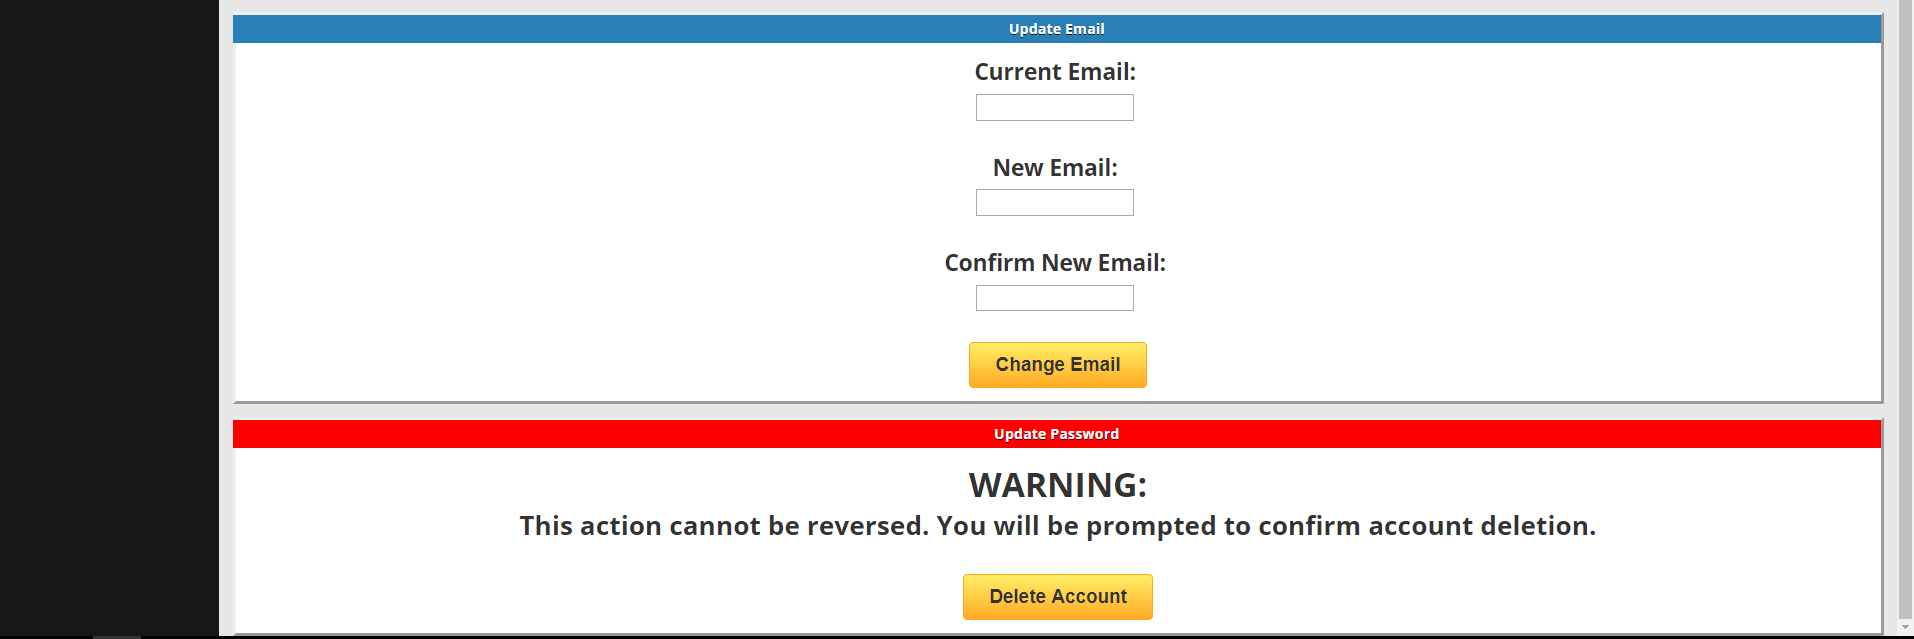 Update Email
Current Email:
New Email:
Confirm New Email:
Change Email
Update Password
WARNING:
This action cannot be reversed. You will be prompted to confirm account deletion.
Delete Account